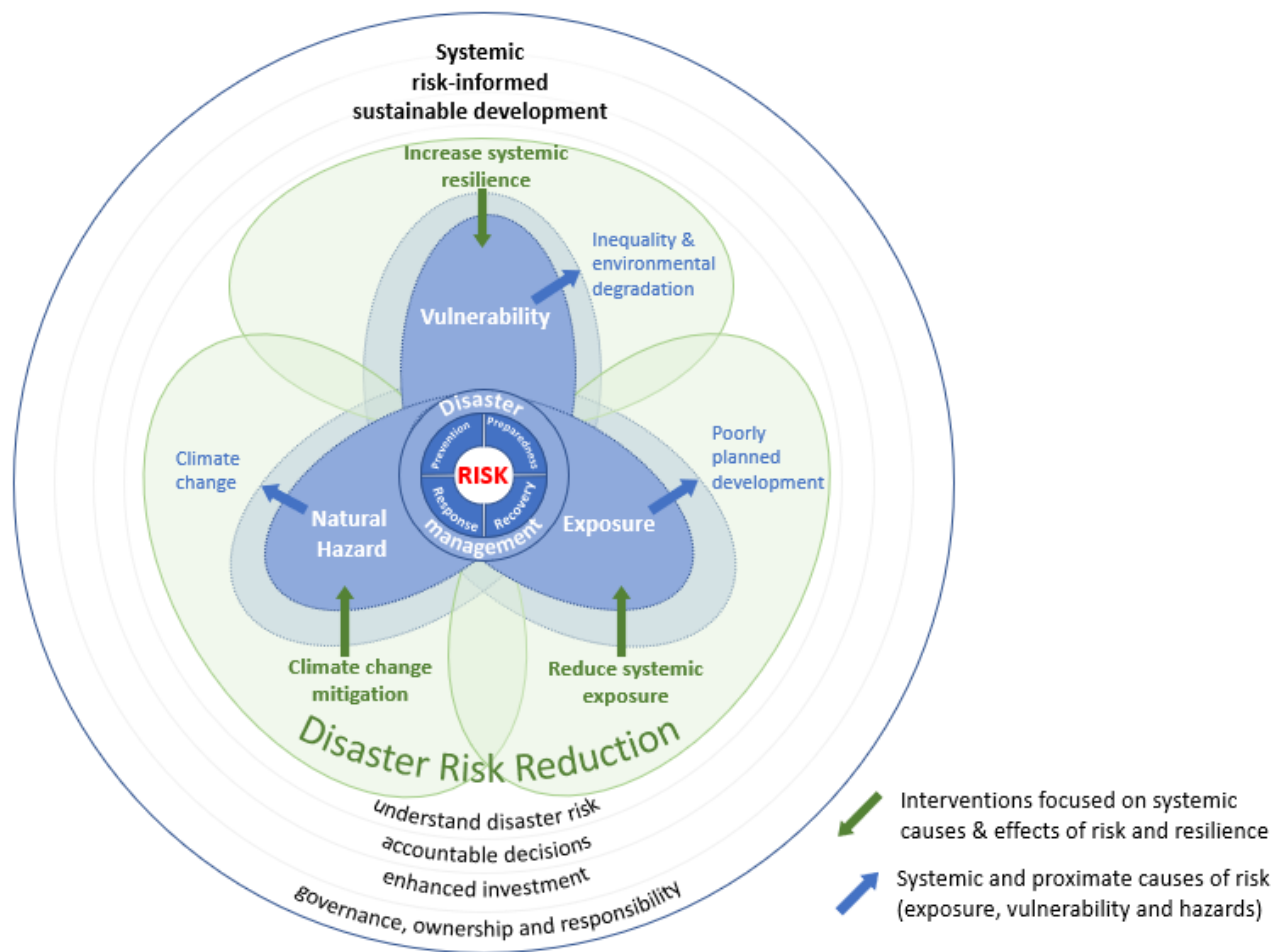 Systemic
risk-informed
sustainable development
Increase systemic
resilience
Inequality &
environmental
degradation
Vulnerability
Disaster
Prevention
Preparedness
RISK
Response
Recovery
management
Climate
change
Natural
Hazard
Poorly
planned
development
Exposure
Climate change
mitigation
Reduce systemic
exposure
Disaster Risk Reduction
understand disaster risk
accountable decisions
enhanced investment
governance, ownership and responsibility
Interventions focused on systemic
causes & effects of risk and resilience
Systemic and proximate causes of risk
(exposure, vulnerability and hazards)